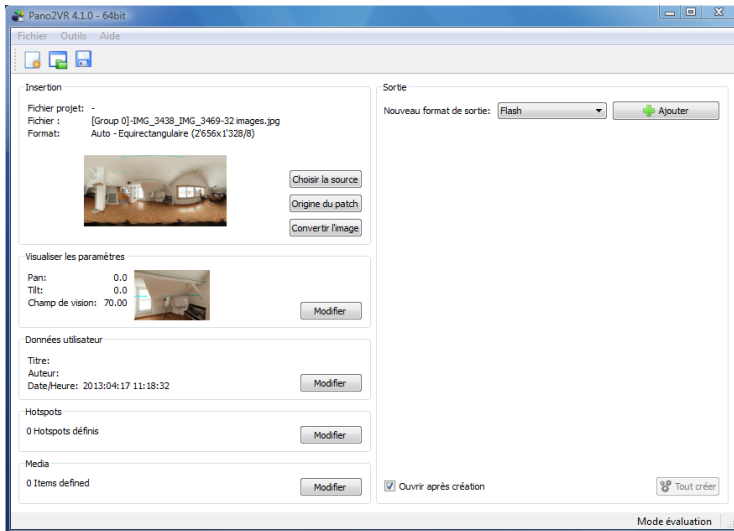 Pano2VR 4.1.0 - 64bit
Fichier Outils Aide
Insertion
Fichier projet: -
Fichier : [Group 0]-IMG_3438_IMG_3469-32 images.jpg
Format: Auto - Equirectangulaire (2'656x1'328/8)
Choisir la source
Origine du patch
Convertir l'image
Visualiser les paramètres
Pan: 0.0
Tilt: 0.0
Champ de vision: 70.00
Modifier
Données utilisateur
Titre:
Auteur:
Date/Heure: 2013:04:17 11:18:32
Modifier
Hotspots
0 Hotspots définis
Modifier
Media
0 Items defined
Modifier
Sortie
Nouveau format de sortie: Flash Ajouter
Ouvrir après création Tout créer
Mode évaluation